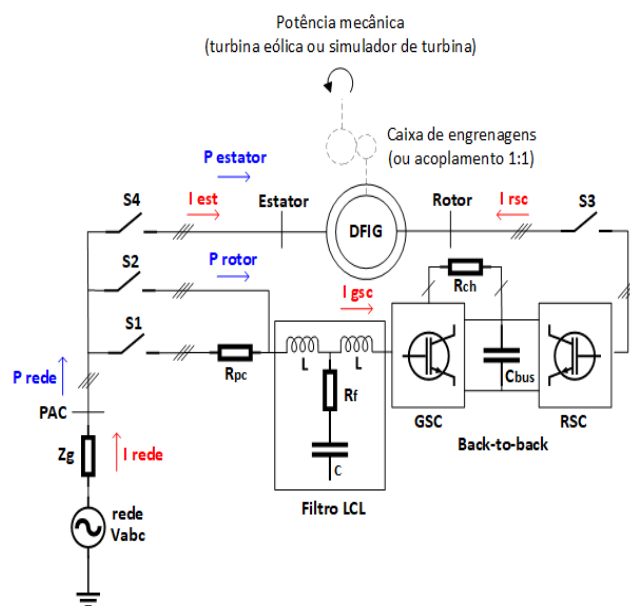 Potência mecânica
(turbina eólica ou simulador de turbina)
Caixa de engrenagens
(ou acoplamento 1:1)
P estator
S4
I est
Estator
DFIG
Rotor
I rsc
S3
S2
P rotor
I gsc
Rch
S1
Rpc
L
L
Cbus
P rede
Rf
GSC
RSC
PAC
Back-to-back
Zg
I rede
C
Filtro LCL
rede
Vabc